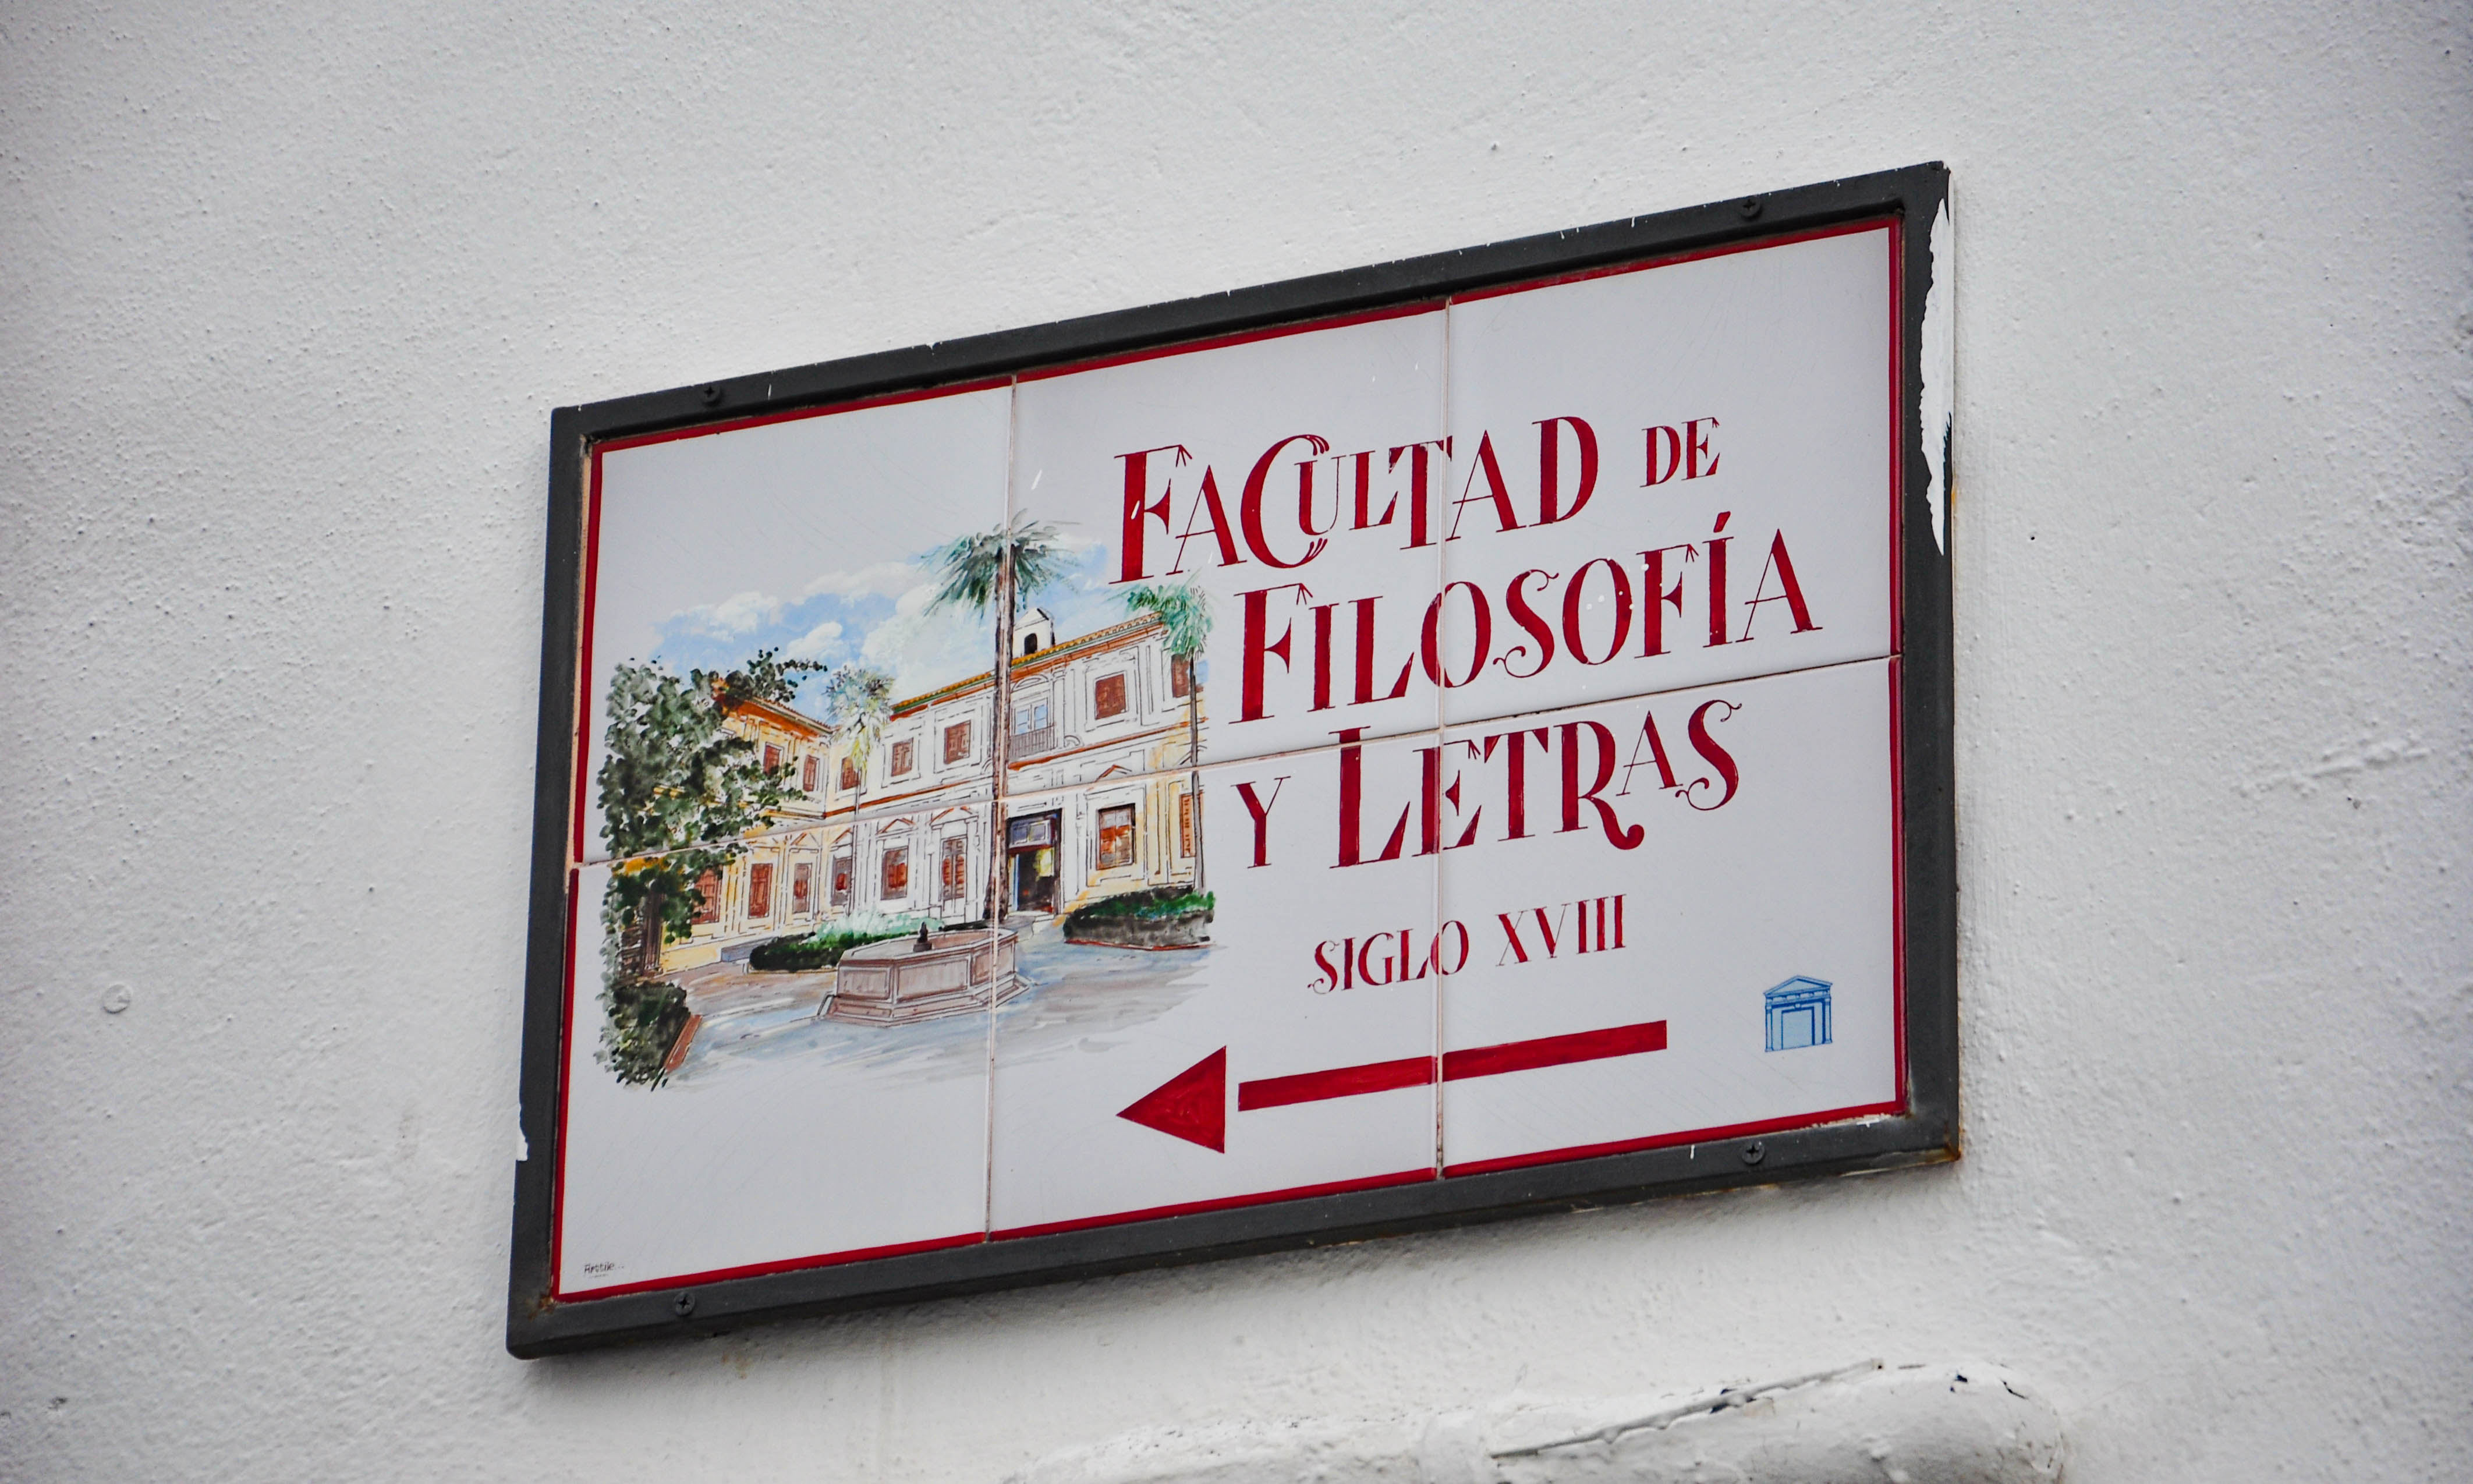 FACULTAD DE
FILOSOFÍA
Y LETRAS
SIGLO XVIII